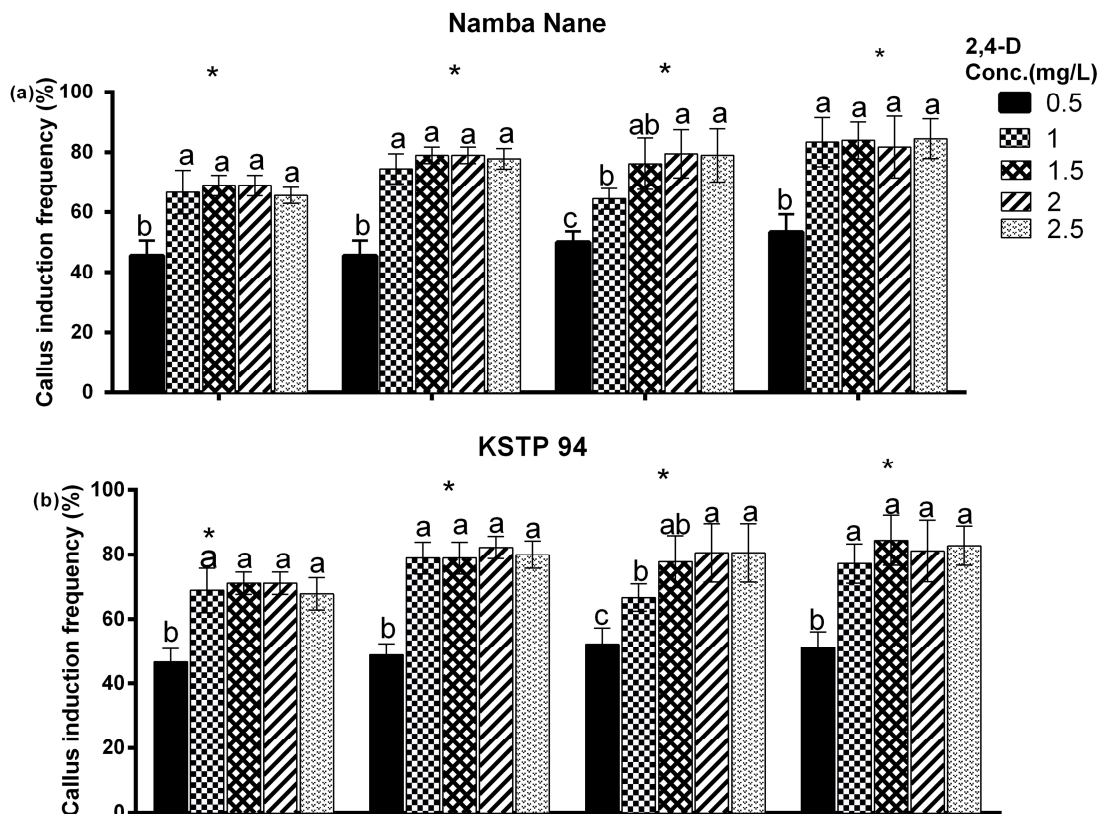 Namba Nane
2,4-D
Conc.(mg/L)
0.5
1
1.5
2
2.5
(a)
Callus induction frequency (%)
100
80
60
40
20
0
* * * *
b a a a a
b a a a a
c b ab a a
b a a a a
KSTP 94
(b)
Callus induction frequency (%)
100
80
60
40
20
0
* * * *
b a a a a
b a a a a
c b ab a a
b a a a a